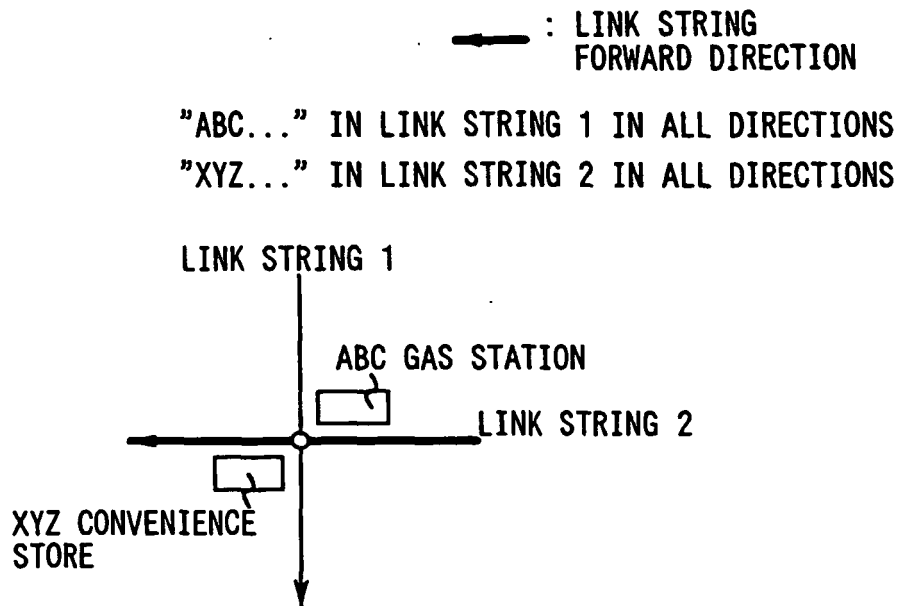 : LINK STRING
FORWARD DIRECTION
"ABC..." IN LINK STRING 1 IN ALL DIRECTIONS
"XYZ..." IN LINK STRING 2 IN ALL DIRECTIONS
LINK STRING 1
ABC GAS STATION
LINK STRING 2
XYZ CONVENIENCE
STORE